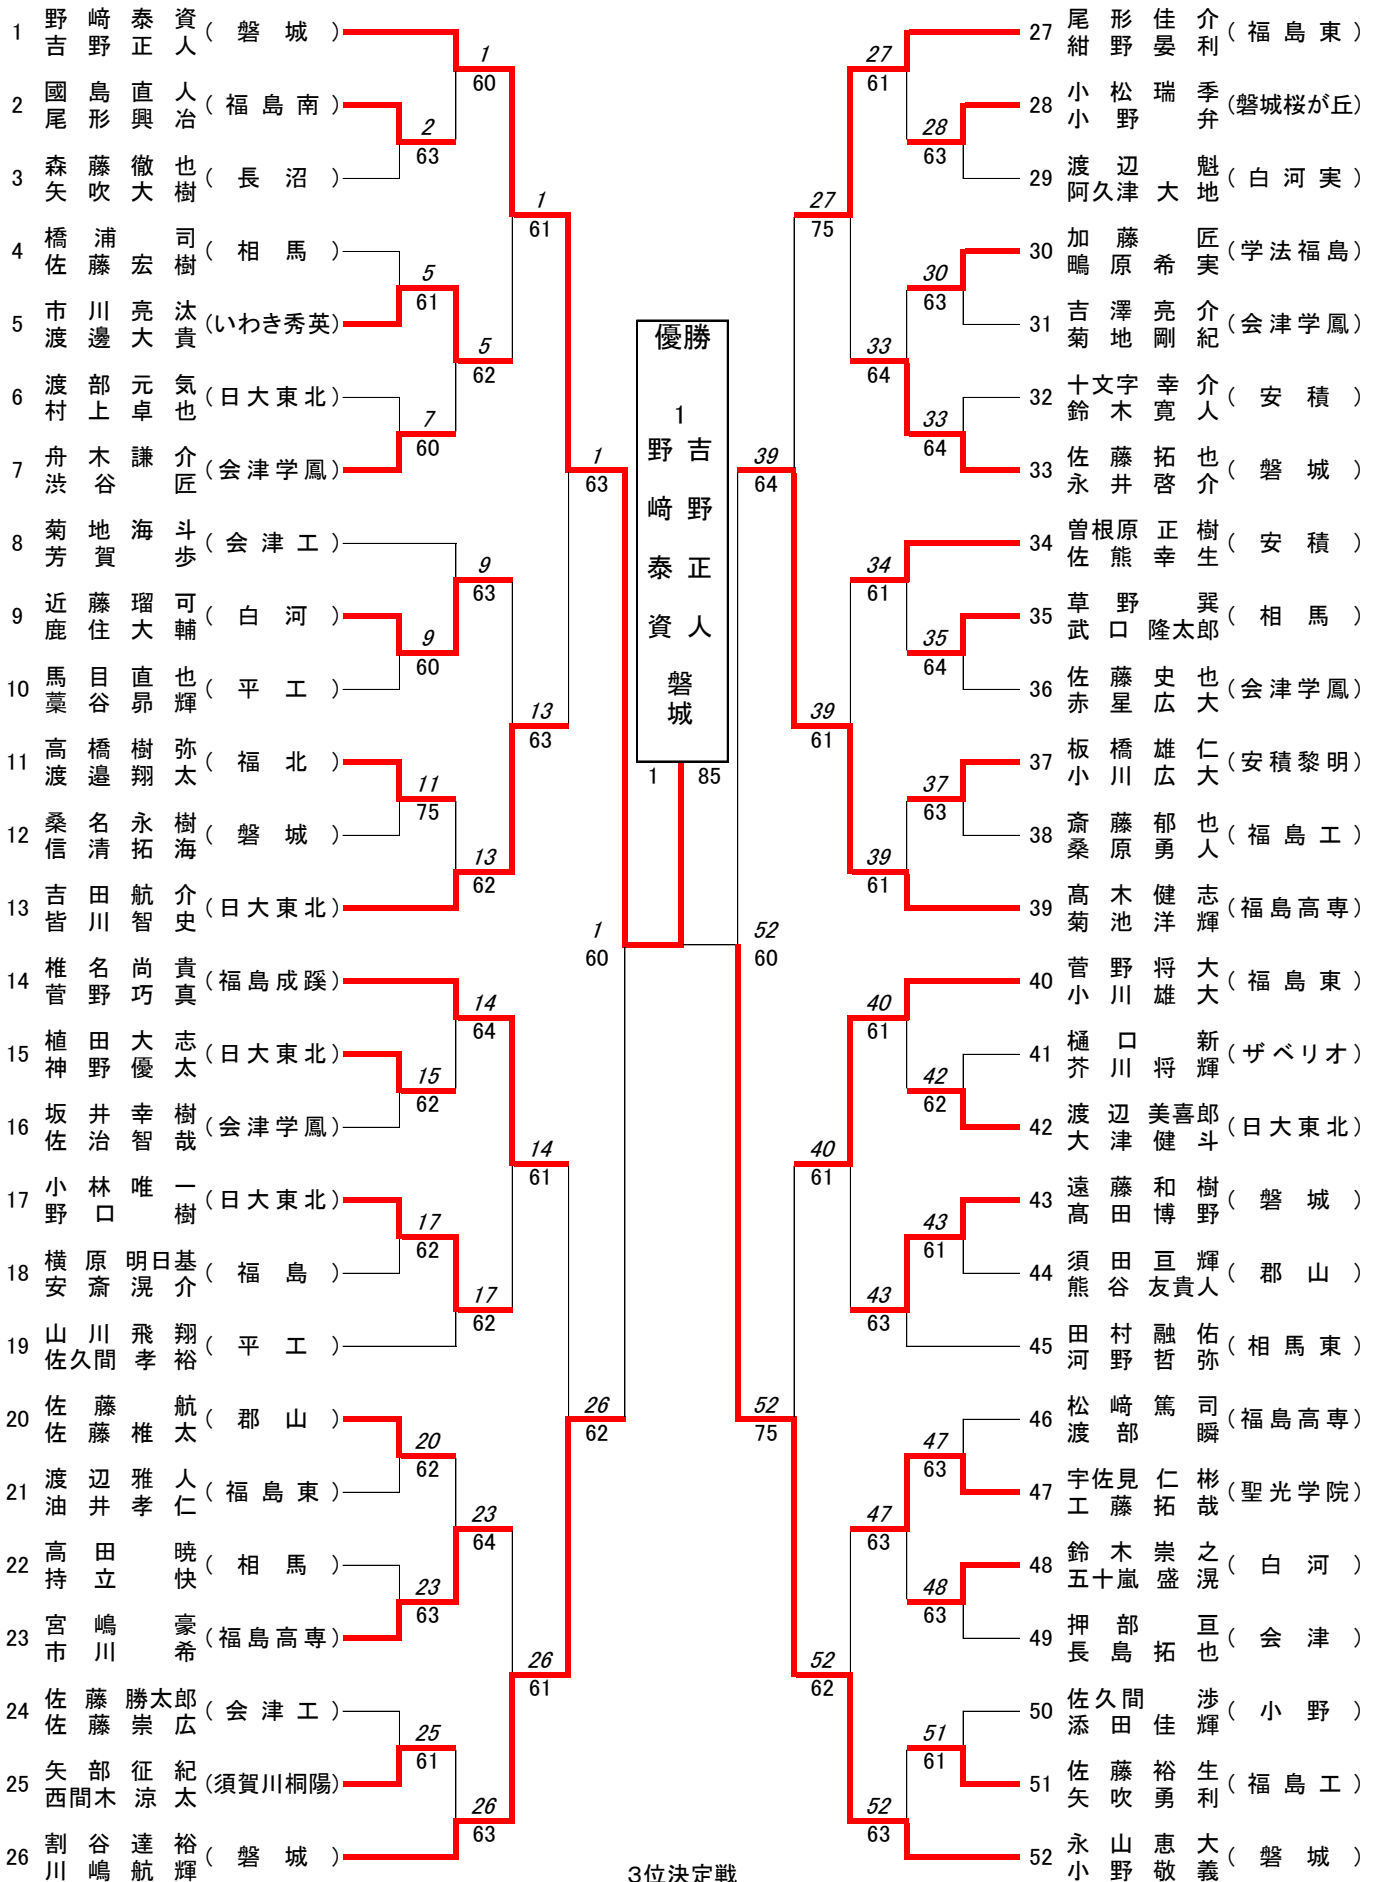 1 野﨑泰資 吉野正人 (磐城)
2 國島直人 尾形興冶 (福島南)
3 森藤徹也 矢吹大樹 (長沼)
4 橋浦司 佐藤宏樹 (相馬)
5 市川亮汰 渡邊大貴 (いわき秀英)
6 渡部元気 村上卓也 (日大東北)
7 舟木謙介 渋谷匠 (会津学鳳)
8 菊地海斗 芳賀歩 (会津工)
9 近藤瑠可 鹿住大輔 (白河)
10 馬目直也 藁谷昴輝 (平工)
11 高橋樹弥 渡邉翔太 (福北)
12 桑名永樹 信清拓海 (磐城)
13 吉田航介 皆川智史 (日大東北)
14 椎名尚貴 菅野巧真 (福島成蹊)
15 植田大志 神野優太 (日大東北)
16 坂井幸樹 佐治智哉 (会津学鳳)
17 小林唯一 野口樹 (日大東北)
18 横原明日基 安斎滉介 (福島)
19 山川飛翔 佐久間孝裕 (平工)
20 佐藤航 佐藤椎太 (郡山)
21 渡辺雅人 油井孝仁 (福島東)
22 高田暁 持立快 (相馬)
23 宮嶋豪 市川希 (福島高専)
24 佐藤勝太郎 佐藤崇広 (会津工)
25 矢部征紀 西間木涼太 (須賀川桐陽)
26 割谷達裕 川嶋航輝 (磐城)
2 63
5 61
7 60
9 60
11 75
15 62
17 62
20 62
23 63
25 61
1 60
5 62
9 63
13 62
14 64
17 62
23 64
26 63
1 61
13 63
14 61
26 61
1 63
26 62
1 60
優勝
1
野﨑泰資
吉野正人
磐城
1 85
52 60
39 64
52 75
27 75
39 61
40 61
52 62
27 61
33 64
34 61
39 61
40 61
43 63
47 63
52 63
28 63
30 63
33 64
35 64
37 63
42 62
43 61
47 63
48 63
51 61
27 尾形佳介 紺野晏利 (福島東)
28 小松瑞季 小野弁 (磐城桜が丘)
29 渡辺魁 阿久津大地 (白河実)
30 加藤匠 鴫原希実 (学法福島)
31 吉澤亮介 菊地剛紀 (会津学鳳)
32 十文字幸介 鈴木寛人 (安積)
33 佐藤拓也 永井啓介 (磐城)
34 曽根原正樹 佐熊幸生 (安積)
35 草野巽 武口隆太郎 (相馬)
36 佐藤史也 赤星広大 (会津学鳳)
37 板橋雄仁 小川広大 (安積黎明)
38 斎藤郁也 桑原勇人 (福島工)
39 髙木健志 菊池洋輝 (福島高専)
40 菅野将大 小川雄大 (福島東)
41 樋口新 芥川将輝 (ザベリオ)
42 渡辺美喜郎 大津健斗 (日大東北)
43 遠藤和樹 髙田博野 (磐城)
44 須田亘輝 熊谷友貴人 (郡山)
45 田村融佑 河野哲弥 (相馬東)
46 松﨑篤司 渡部瞬 (福島高専)
47 宇佐見仁彬 工藤拓哉 (聖光学院)
48 鈴木崇之 五十嵐盛滉 (白河)
49 押部亘 長島拓也 (会津)
50 佐久間渉 添田佳輝 (小野)
51 佐藤裕生 矢吹勇利 (福島工)
52 永山恵大 小野敬義 (磐城)
3位決定戦